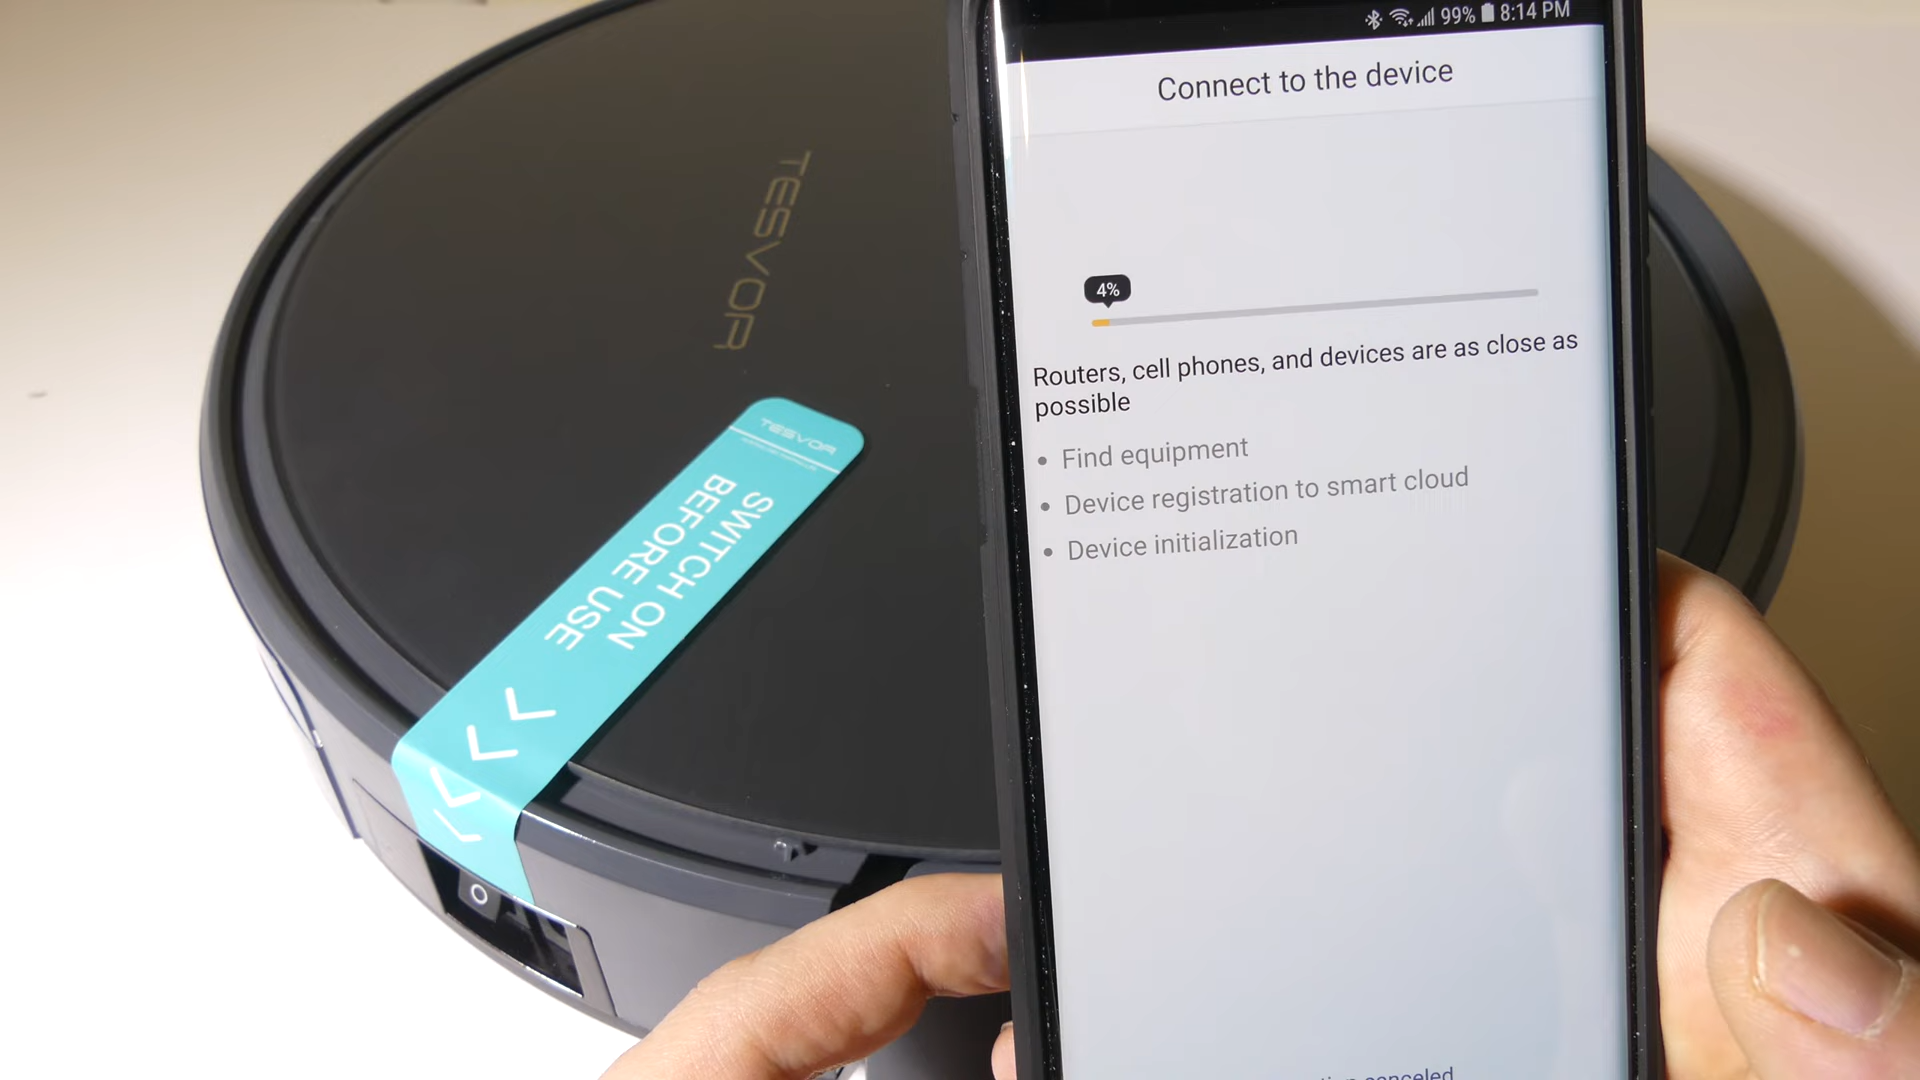 99% 8:14 PM
Connect to the device
4%
Routers, cell phones, and devices are as close as
possible
• Find equipment
• Device registration to smart cloud
• Device initialization
canceled
TESVOR
TESVOR
SWITCH ON
BEFORE USE